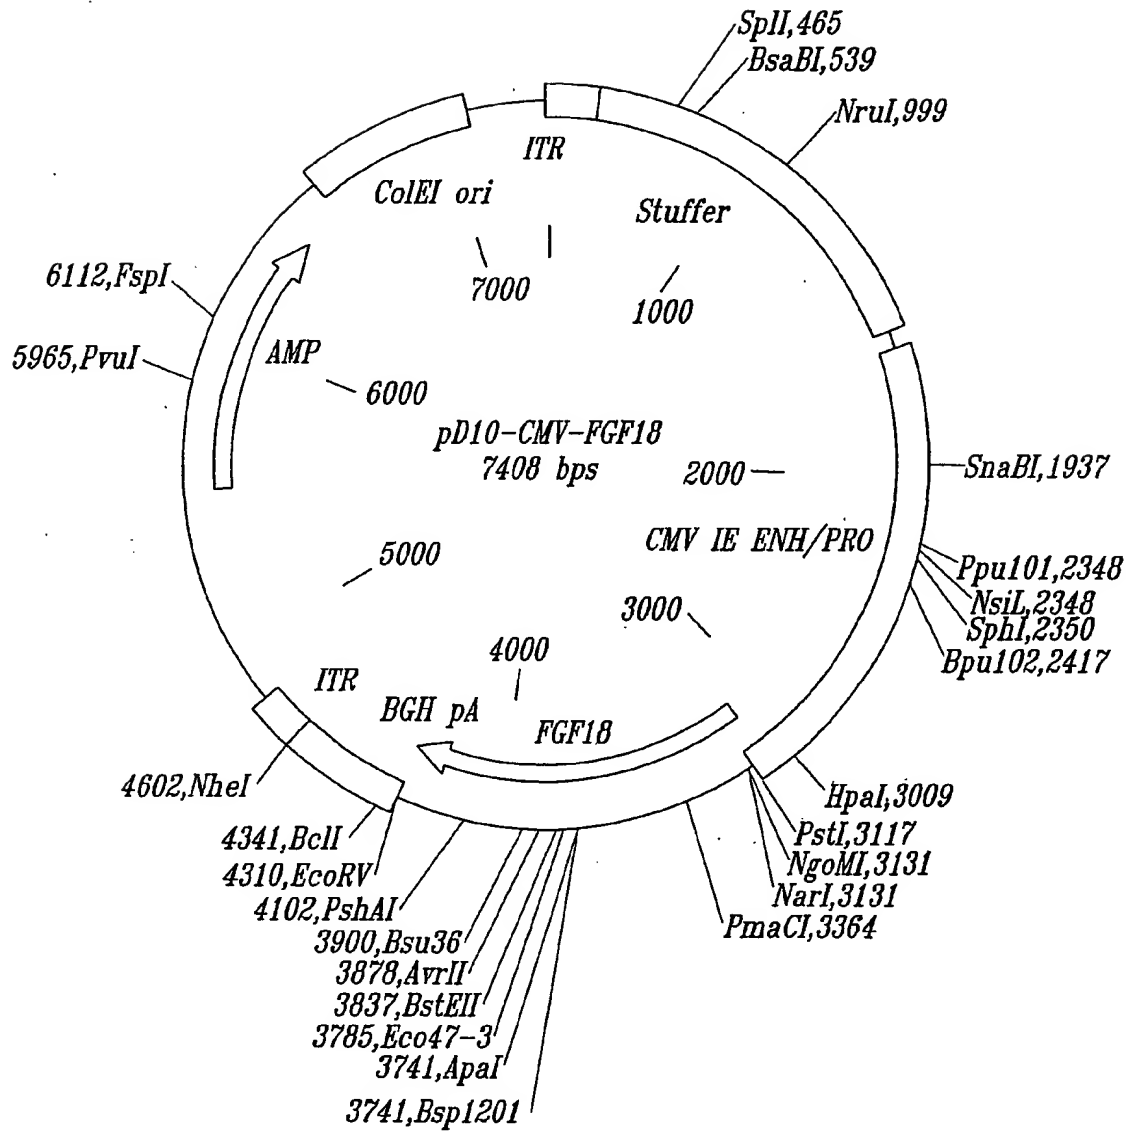 SplI,465
BsaBI,539
NruI,999
ITR
ColEI ori
Stuffer
7000
1000
6112,FspI
5965,PvuI
AMP
6000
pD10-CMV-FGF18
7408 bps
2000
SnaBI,1937
CMV IE ENH/PRO
5000
Ppu101,2348
NsiL,2348
SphI,2350
Bpu102,2417
3000
4000
ITR
BGH pA
FGF18
4602,NheI
HpaI,3009
PstI,3117
NgoMI,3131
NarI,3131
PmaCI,3364
4341,BclI
4310,EcoRV
4102,PshAI
3900,Bsu36
3878,AvrII
3837,BstEII
3785,Eco47-3
3741,ApaI
3741,Bsp1201